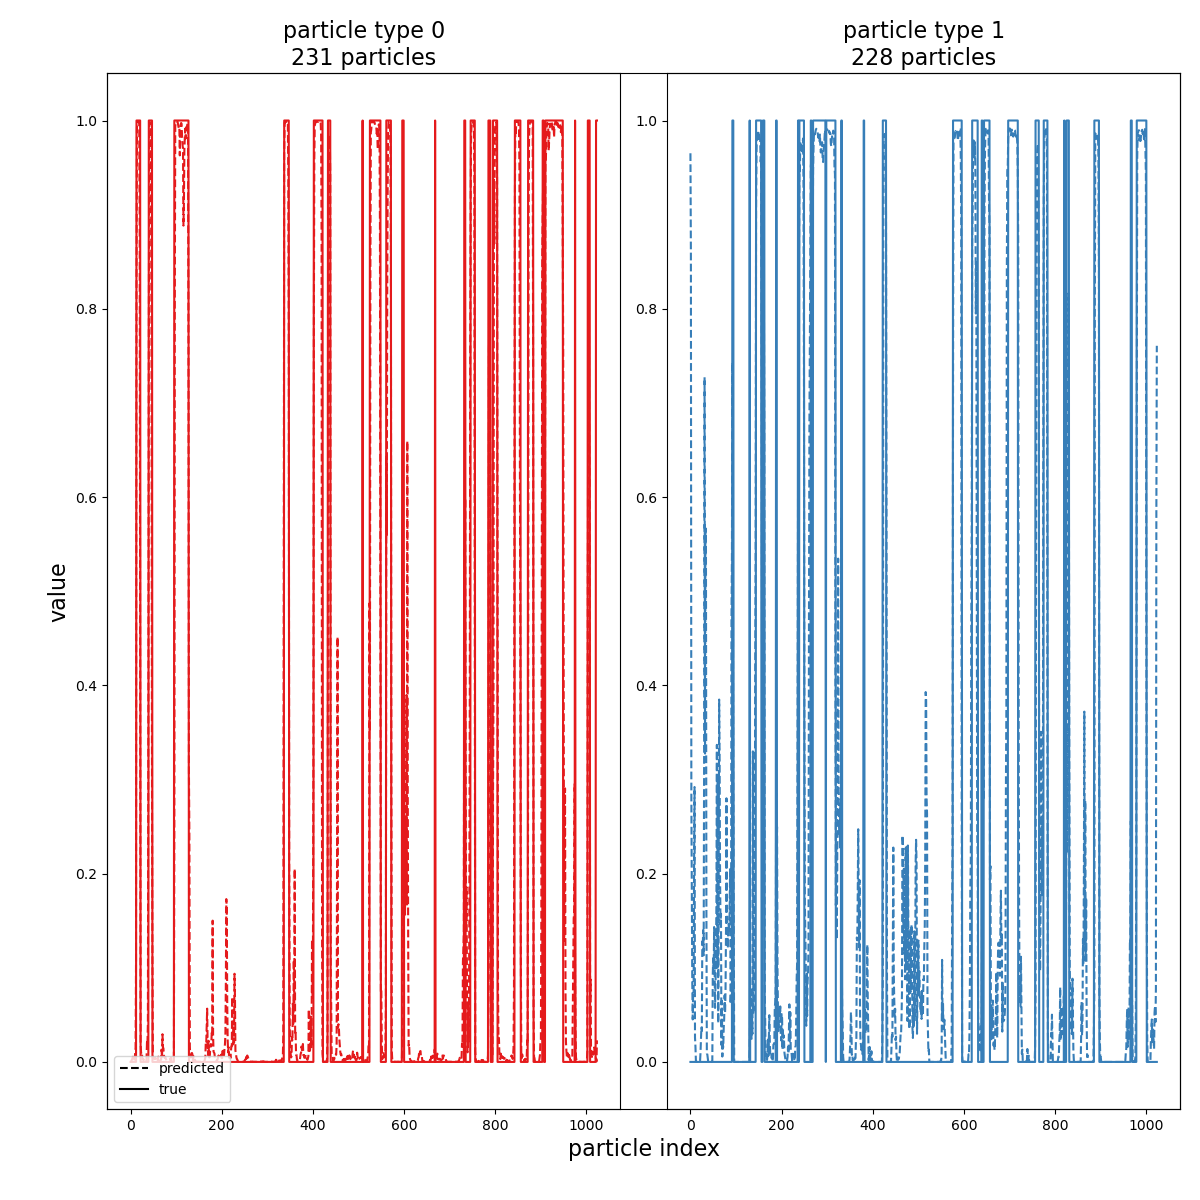 particle type 0
231 particles
particle type 1
228 particles
1.0
0.8
0.6
0.4
0.2
0.0
1.0
0.8
0.6
0.4
0.2
0.0
value
predicted
true
0 200 400 600 800 1000
0 200 400 600 800 1000
particle index